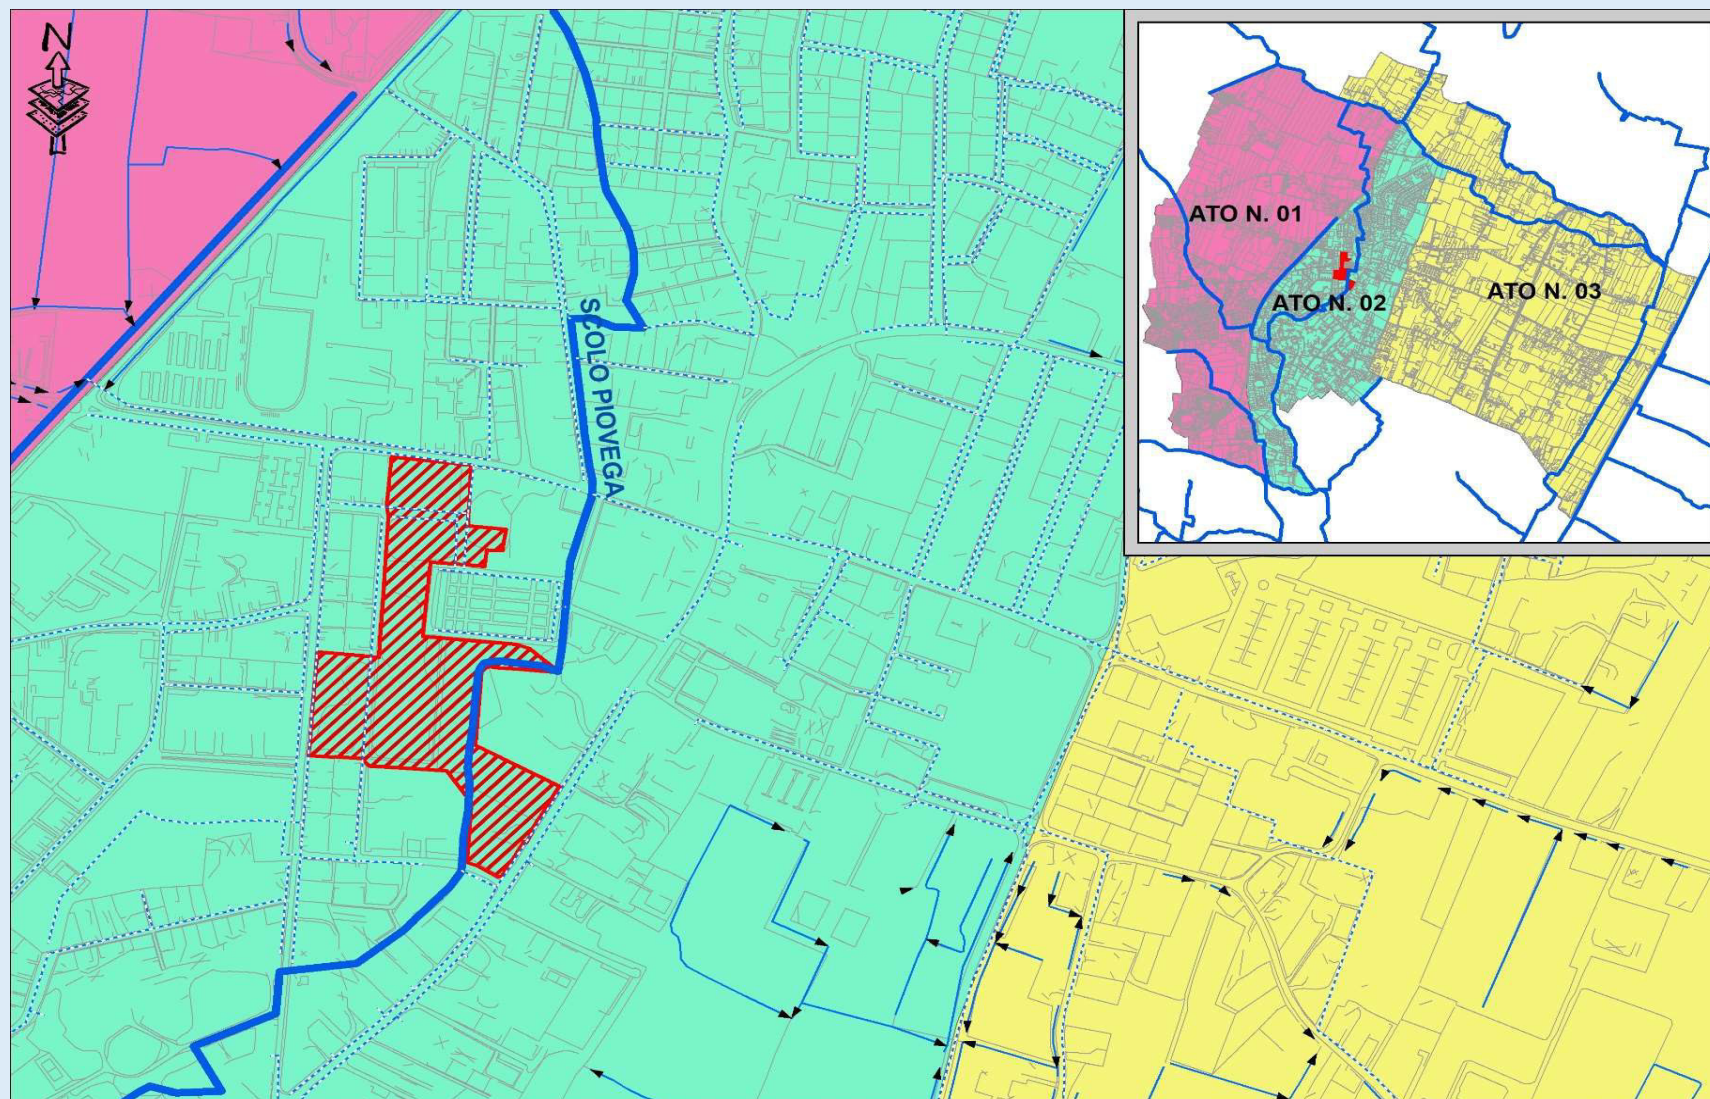 N
SCOLO PIOVEGA
ATO N. 01
ATO N. 02
ATO N. 03